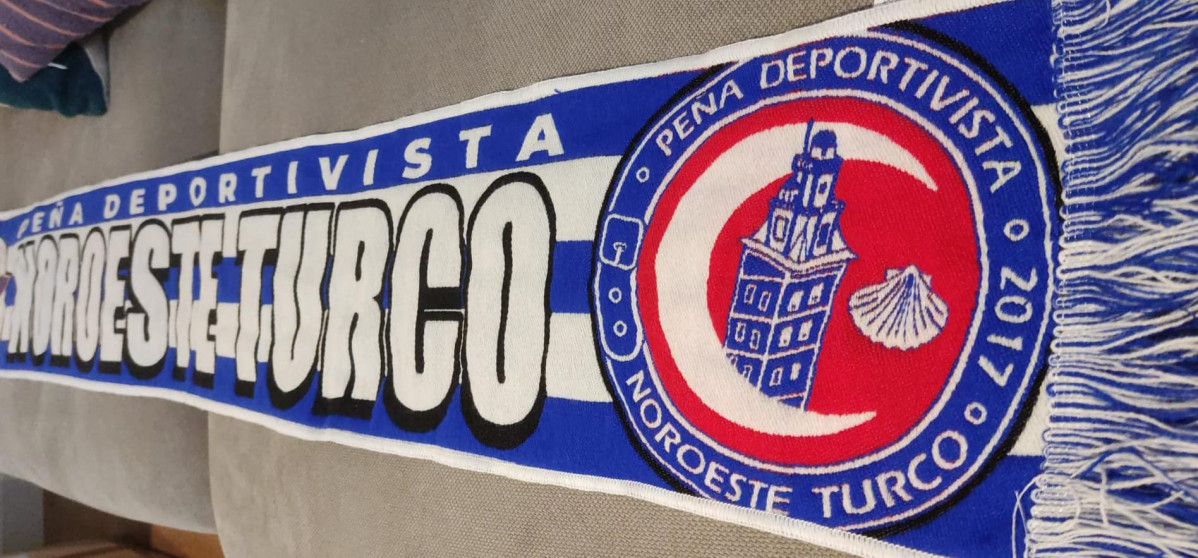 PEÑA DEPORTIVISTA
NOROESTE TURCO
PEÑA DEPORTIVISTA
2017
NOROESTE TURCO